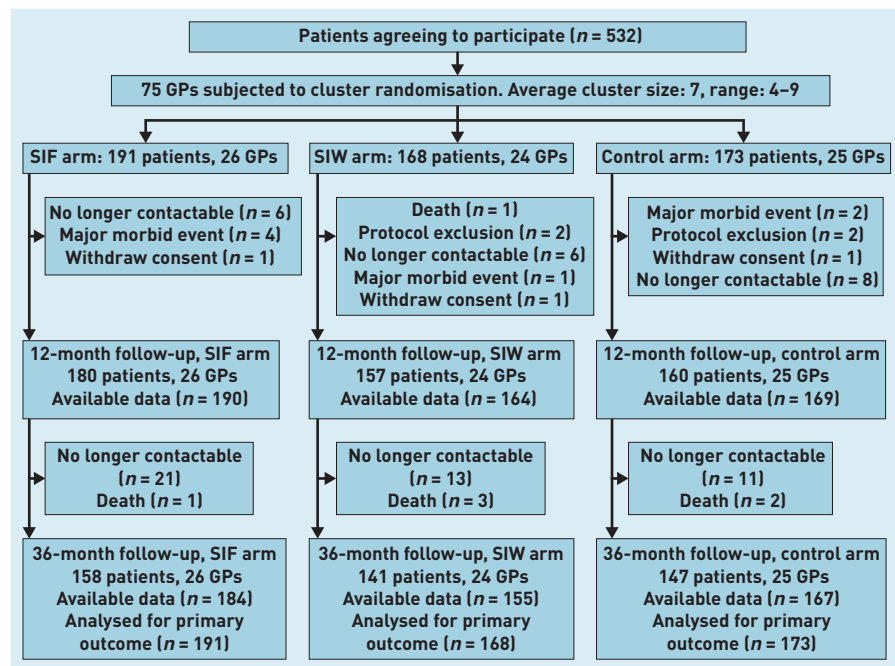 Patients agreeing to participate (n = 532)
75 GPs subjected to cluster randomisation. Average cluster size: 7, range: 4–9
SIF arm: 191 patients, 26 GPs
SIW arm: 168 patients, 24 GPs
Control arm: 173 patients, 25 GPs
No longer contactable (n = 6)
Major morbid event (n = 4)
Withdraw consent (n = 1)
Death (n = 1)
Protocol exclusion (n = 2)
No longer contactable (n = 6)
Major morbid event (n = 1)
Withdraw consent (n = 1)
Major morbid event (n = 2)
Protocol exclusion (n = 2)
Withdraw consent (n = 1)
No longer contactable (n = 8)
12-month follow-up, SIF arm
180 patients, 26 GPs
Available data (n = 190)
12-month follow-up, SIW arm
157 patients, 24 GPs
Available data (n = 164)
12-month follow-up, control arm
160 patients, 25 GPs
Available data (n = 169)
No longer contactable
(n = 21)
Death (n = 1)
No longer contactable
(n = 13)
Death (n = 3)
No longer contactable
(n = 11)
Death (n = 2)
36-month follow-up, SIF arm
158 patients, 26 GPs
Available data (n = 184)
Analysed for primary
outcome (n = 191)
36-month follow-up, SIW arm
141 patients, 24 GPs
Available data (n = 155)
Analysed for primary
outcome (n = 168)
36-month follow-up, control arm
147 patients, 25 GPs
Available data (n = 167)
Analysed for primary
outcome (n = 173)